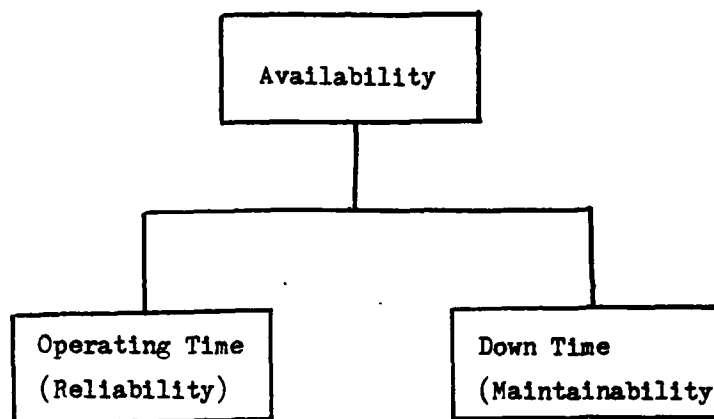 Availability
Operating Time
(Reliability)
Down Time
(Maintainability